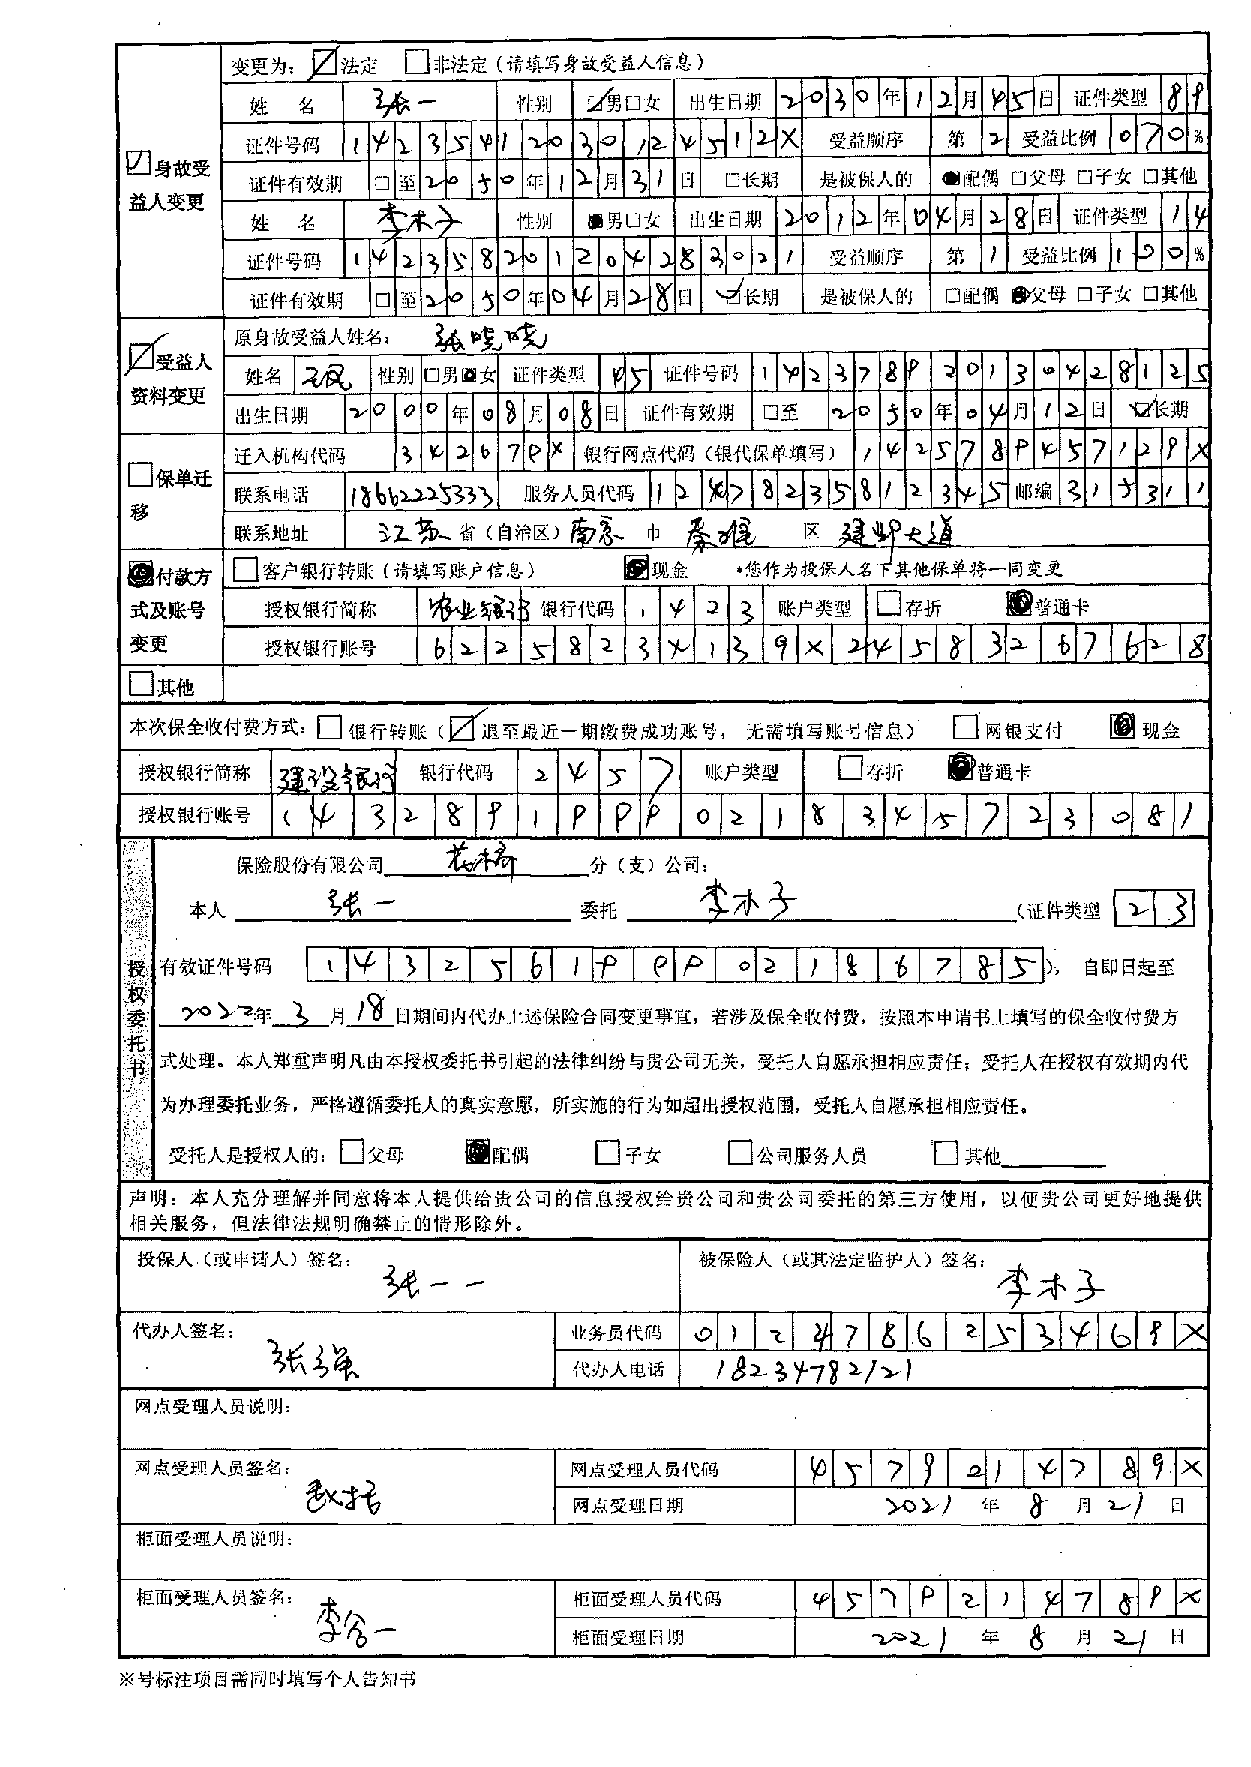 变更为：☑法定 □非法定（请填写身故受益人信息）
☑身故受益人变更
姓名 张一 性别 ☑男□女 出生日期 2030年12月45日 证件类型 89
证件号码 14235412030124512X 受益顺序 第2 受益比例 070%
证件有效期 □至2050年12月31日 □长期 是被保人的 ■配偶 □父母 □子女 □其他
姓名 李木子 性别 ■男□女 出生日期 2012年04月28日 证件类型 14
证件号码 142358201204283021 受益顺序 第1 受益比例 100%
证件有效期 □至2050年04月28日 ☑长期 是被保人的 □配偶 ■父母 □子女 □其他
☑受益人资料变更
原身故受益人姓名：张晓晓
姓名 王凤 性别 □男■女 证件类型 45 证件号码 142378920130428125
出生日期 2000年08月08日 证件有效期 □至 2050年04月12日 ☑长期
□保单迁移
迁入机构代码 342679X 银行网点代码（银代保单填写） 1425789457129X
联系电话 18662225333 服务人员代码 12478235812345 邮编 315311
联系地址 江苏 省（自治区）南京 市 秦淮 区 建邺大道
■付款方式及账号变更
□客户银行转账（请填写账户信息） ■现金 *您作为投保人名下其他保单将一同变更
授权银行简称 农业银行 银行代码 1423 账户类型 □存折 ■普通卡
授权银行账号 62258234139X24583267628
□其他
本次保全收付费方式：□银行转账（☑退至最近一期缴费成功账号，无需填写账号信息） □网银支付 ■现金
授权银行简称 建设银行 银行代码 2457 账户类型 □存折 ■普通卡
授权银行账号 14328919990218345723081
授权委托书
保险股份有限公司 花桥 分（支）公司：
本人 张一 委托 李木子 （证件类型 23
有效证件号码 143256199902186785），自即日起至
2022年3月18日期间内代办上述保险合同变更事宜，若涉及保全收付费，按照本申请书上填写的保全收付费方
式处理。本人郑重声明凡由本授权委托书引起的法律纠纷与贵公司无关，受托人自愿承担相应责任；受托人在授权有效期内代
为办理委托业务，严格遵循委托人的真实意愿，所实施的行为如超出授权范围，受托人自愿承担相应责任。
受托人是授权人的：□父母 ■配偶 □子女 □公司服务人员 □其他
声明：本人充分理解并同意将本人提供给贵公司的信息授权给贵公司和贵公司委托的第三方使用，以便贵公司更好地提供
相关服务，但法律法规明确禁止的情形除外。
投保人（或申请人）签名：张一一 被保险人（或其法定监护人）签名：李木子
代办人签名：张强 业务员代码 0124786253469X
代办人电话 18234782121
网点受理人员说明：
网点受理人员签名： 网点受理人员代码 4579214789X
网点受理日期 2021年8月21日
柜面受理人员说明：
柜面受理人员签名：李谷一 柜面受理人员代码 4579214789X
柜面受理日期 2021年8月21日
※号标注项目需同时填写个人告知书